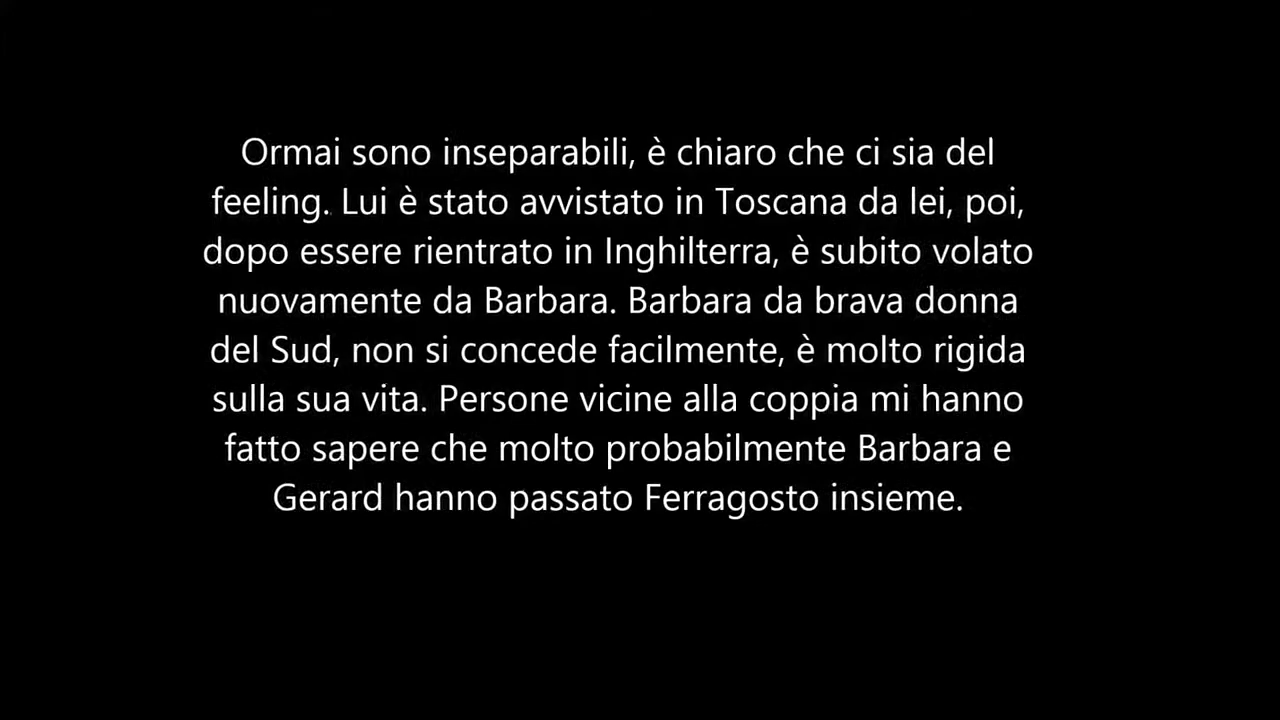 Ormai sono inseparabili, è chiaro che ci sia del
feeling. Lui è stato avvistato in Toscana da lei, poi,
dopo essere rientrato in Inghilterra, è subito volato
nuovamente da Barbara. Barbara da brava donna
del Sud, non si concede facilmente, è molto rigida
sulla sua vita. Persone vicine alla coppia mi hanno
fatto sapere che molto probabilmente Barbara e
Gerard hanno passato Ferragosto insieme.